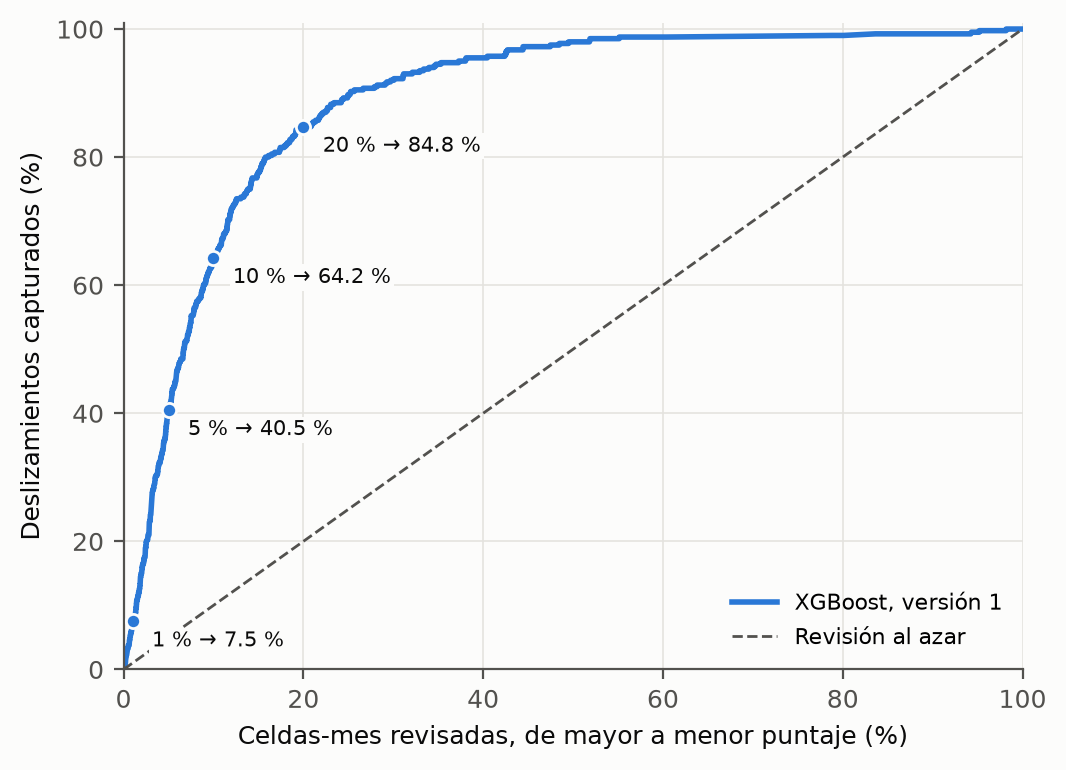 Deslizamientos capturados (%)
100
80
60
40
20
0
20 % → 84.8 %
10 % → 64.2 %
5 % → 40.5 %
1 % → 7.5 %
XGBoost, versión 1
Revisión al azar
0 20 40 60 80 100
Celdas-mes revisadas, de mayor a menor puntaje (%)